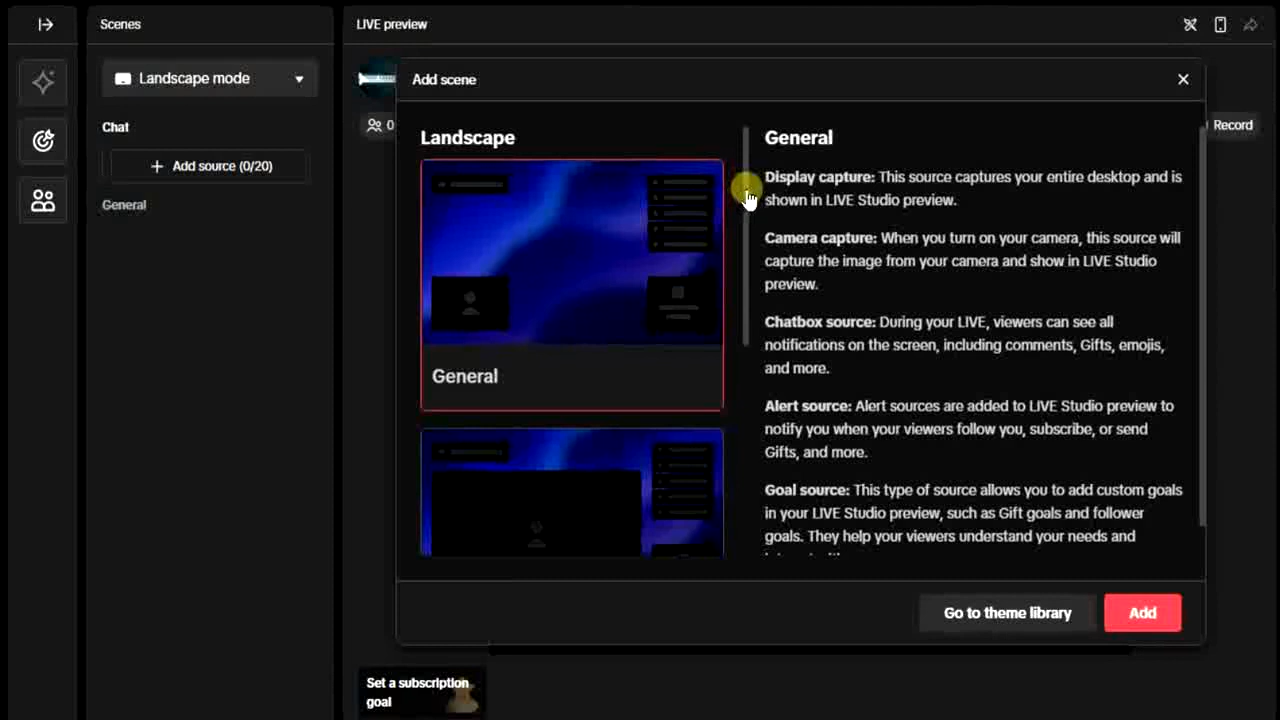 Scenes
LIVE preview
Landscape mode
Add scene
Chat
0
Record
Landscape
General
Add source (0/20)
Display capture: This source captures your entire desktop and is
shown in LIVE Studio preview.
General
Camera capture: When you turn on your camera, this source will
capture the image from your camera and show in LIVE Studio
preview.
Chatbox source: During your LIVE, viewers can see all
notifications on the screen, including comments, Gifts, emojis,
and more.
General
Alert source: Alert sources are added to LIVE Studio preview to
notify you when your viewers follow you, subscribe, or send
Gifts, and more.
Goal source: This type of source allows you to add custom goals
in your LIVE Studio preview, such as Gift goals and follower
goals. They help your viewers understand your needs and
Go to theme library
Add
Set a subscription
goal